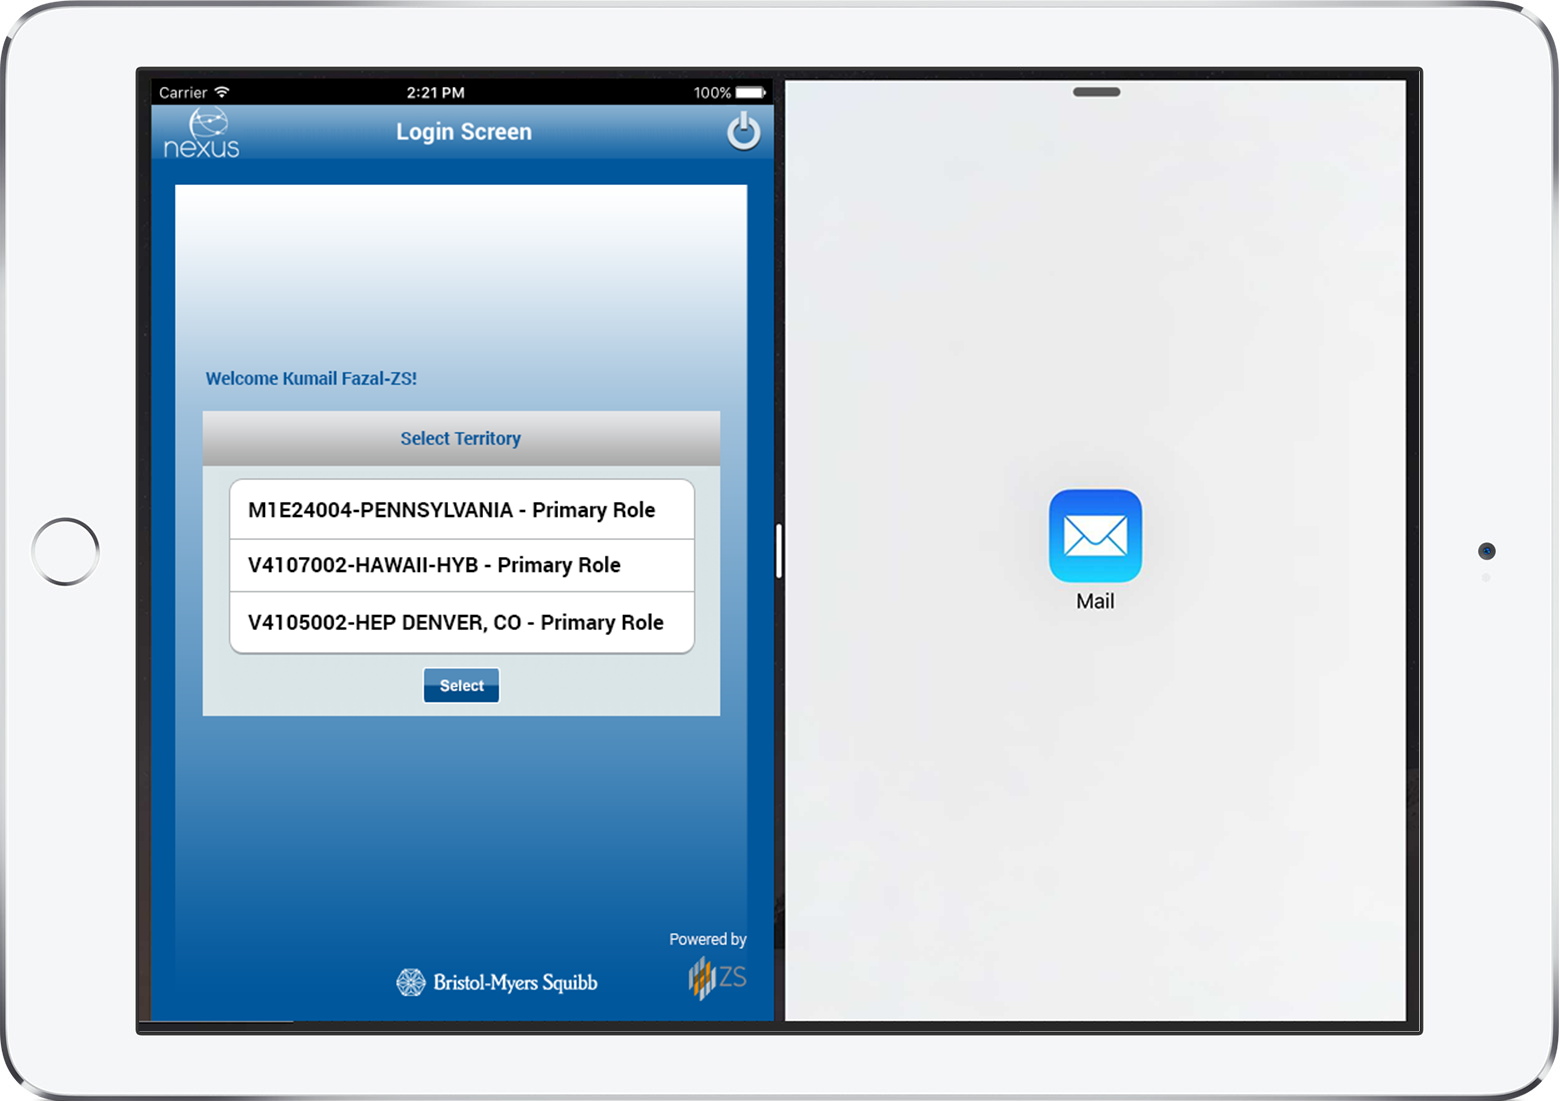 Carrier 2:21 PM 100%
nexus
Login Screen
Welcome Kumail Fazal-ZS!
Select Territory
M1E24004-PENNSYLVANIA - Primary Role
V4107002-HAWAII-HYB - Primary Role
V4105002-HEP DENVER, CO - Primary Role
Select
Powered by
Bristol-Myers Squibb
ZS
Mail